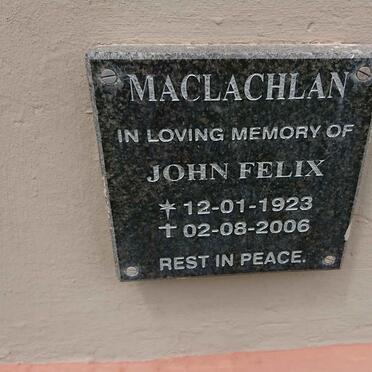 MACLACHLAN
IN LOVING MEMORY OF
JOHN FELIX
* 12-01-1923
✝ 02-08-2006
REST IN PEACE.